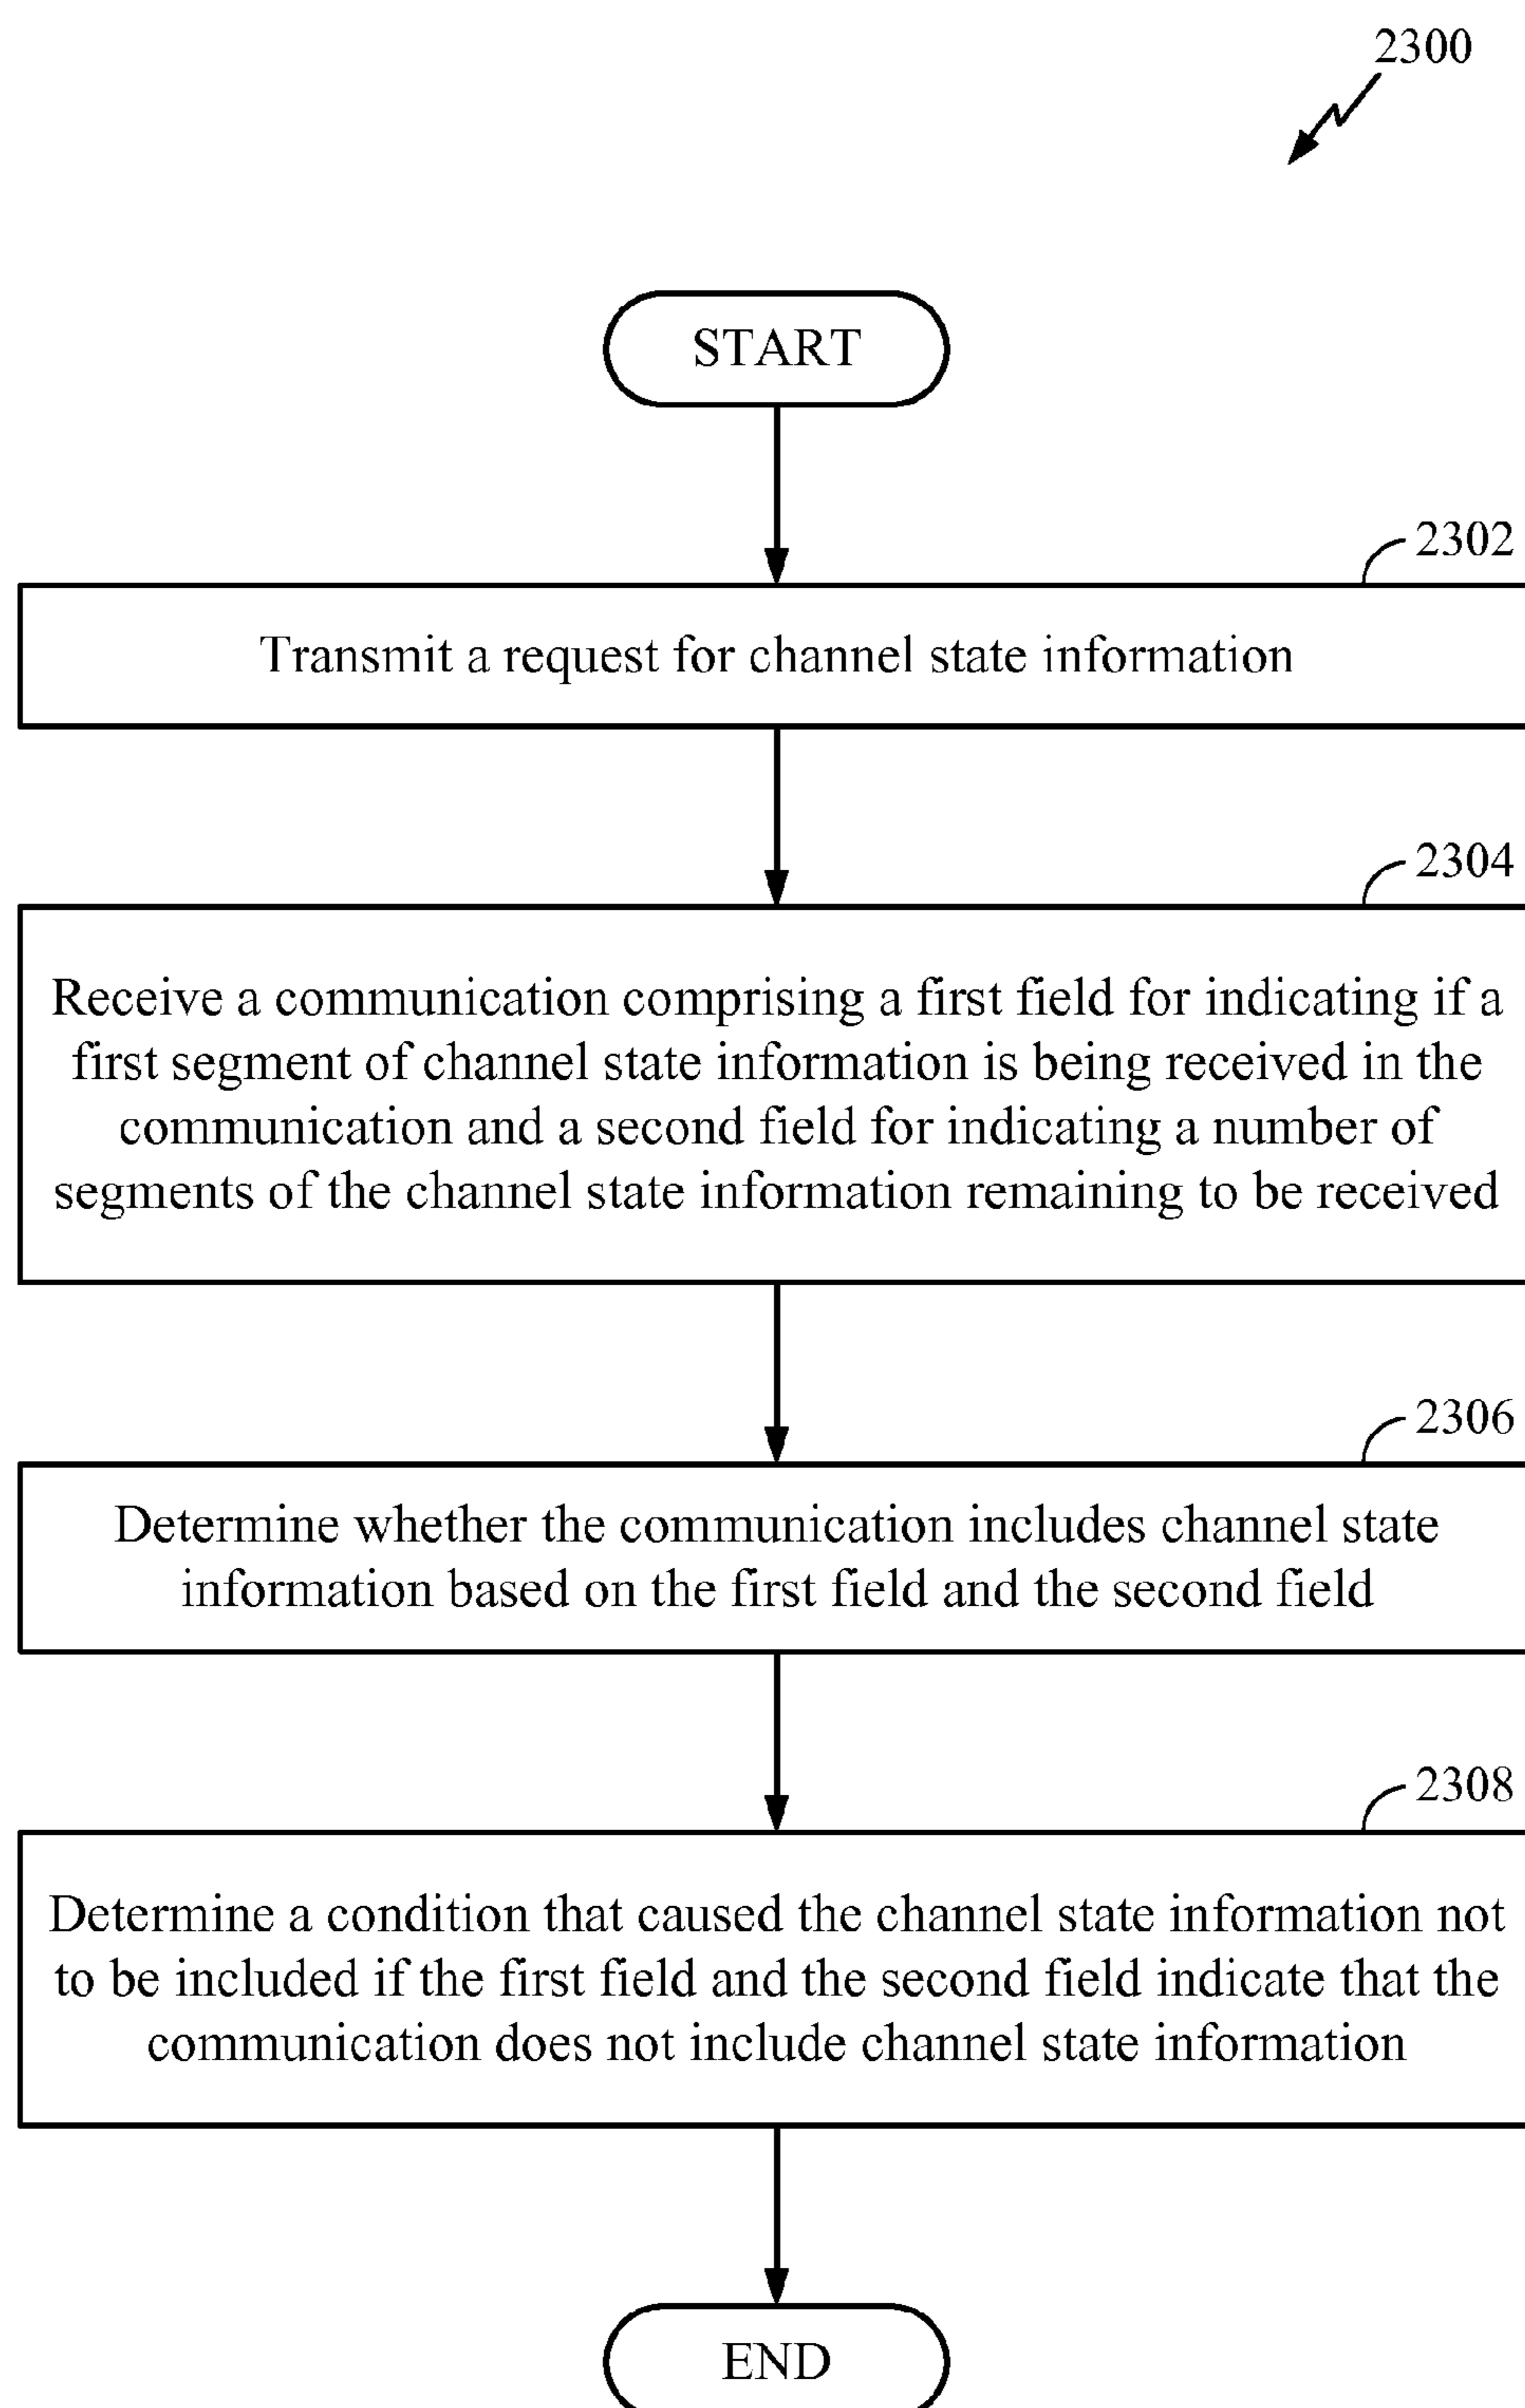 2300
START
2302
Transmit a request for channel state information
2304
Receive a communication comprising a first field for indicating if a
first segment of channel state information is being received in the
communication and a second field for indicating a number of
segments of the channel state information remaining to be received
2306
Determine whether the communication includes channel state
information based on the first field and the second field
2308
Determine a condition that caused the channel state information not
to be included if the first field and the second field indicate that the
communication does not include channel state information
END